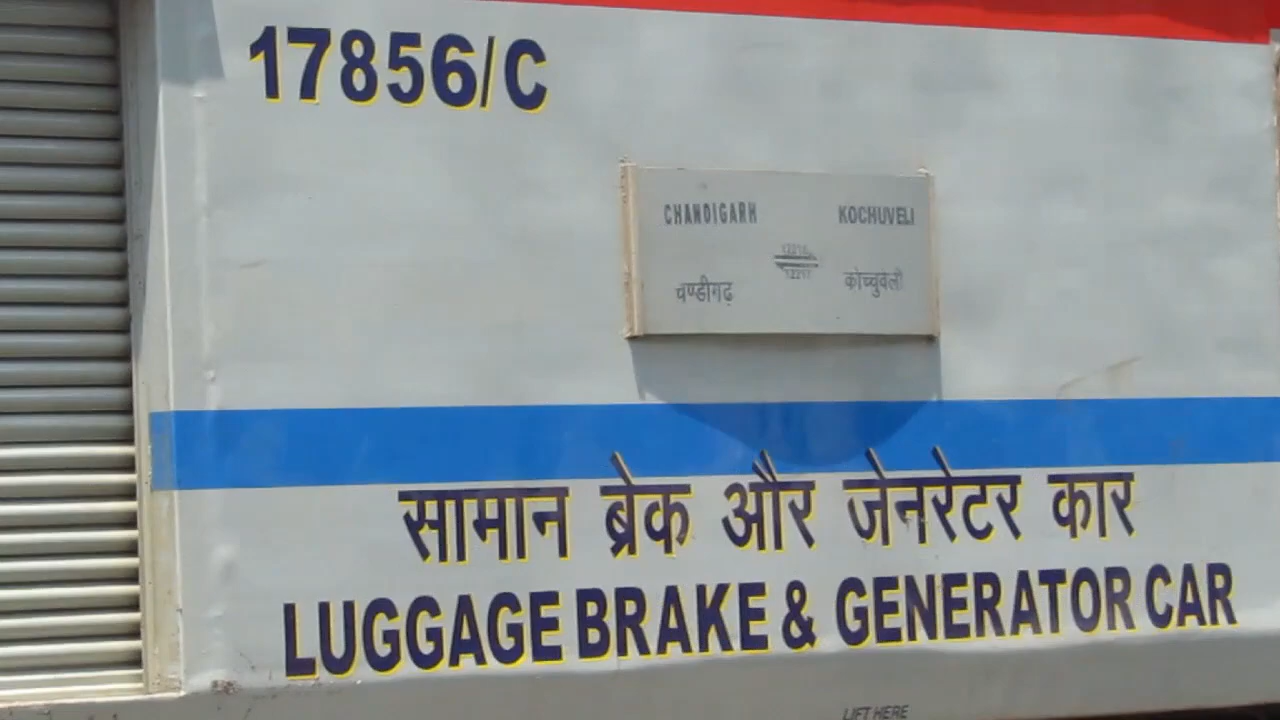 17856/C
CHANDIGARH KOCHUVELI
चण्डीगढ़ कोच्चुवेली
सामान ब्रेक और जेनरेटर कार
LUGGAGE BRAKE & GENERATOR CAR
LIFT HERE